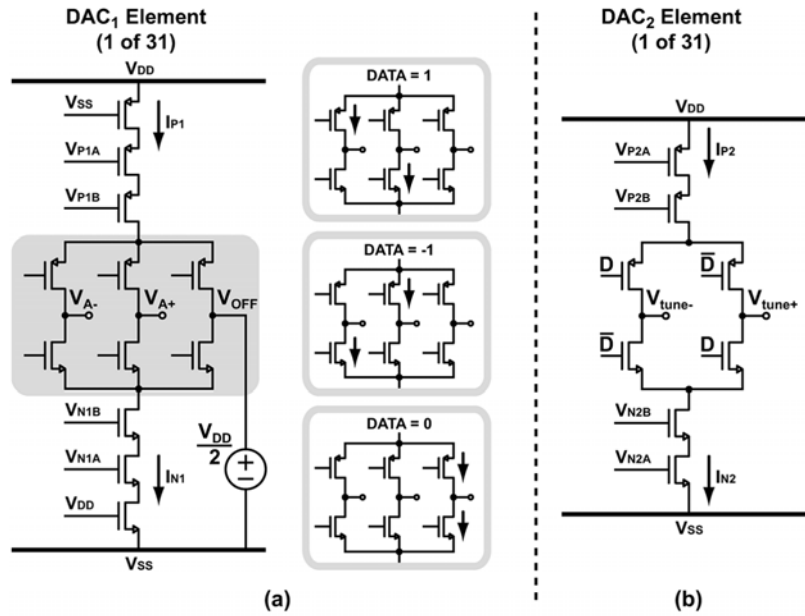 DAC1 Element
(1 of 31)
VDD
VSS
IP1
VP1A
VP1B
VA-
VA+
VOFF
VN1B
VN1A
IN1
VDD
VDD
2
+
−
VSS
DATA = 1
DATA = -1
DATA = 0
(a)
DAC2 Element
(1 of 31)
VDD
VP2A
IP2
VP2B
D
D̅
Vtune-
Vtune+
D̅
D
VN2B
VN2A
IN2
VSS
(b)